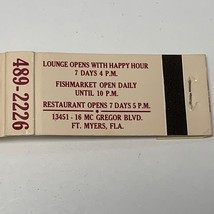 489-2226
LOUNGE OPENS WITH HAPPY HOUR
7 DAYS 4 P.M.
FISHMARKET OPEN DAILY
UNTIL 10 P.M.
RESTAURANT OPENS 7 DAYS 5 P.M.
13451 - 16 MC GREGOR BLVD.
FT. MYERS, FLA.